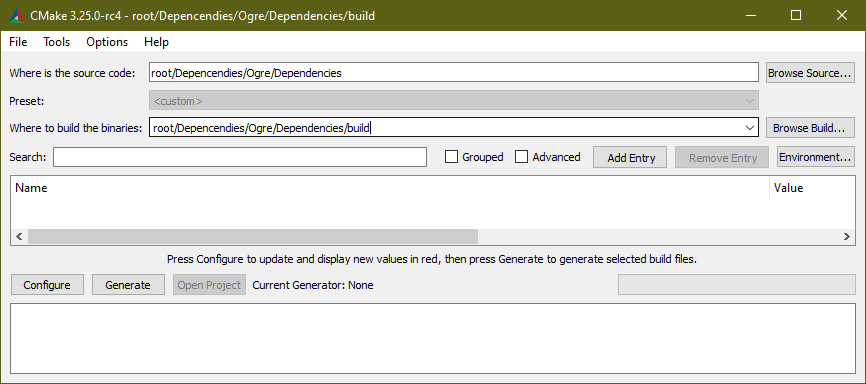 CMake 3.25.0-rc4 - root/Depencendies/Ogre/Dependencies/build
File Tools Options Help
Where is the source code: root/Depencendies/Ogre/Dependencies Browse Source...
Preset: <custom>
Where to build the binaries: root/Depencendies/Ogre/Dependencies/build Browse Build...
Search: Grouped Advanced Add Entry Remove Entry Environment...
Name Value
Press Configure to update and display new values in red, then press Generate to generate selected build files.
Configure Generate Open Project Current Generator: None